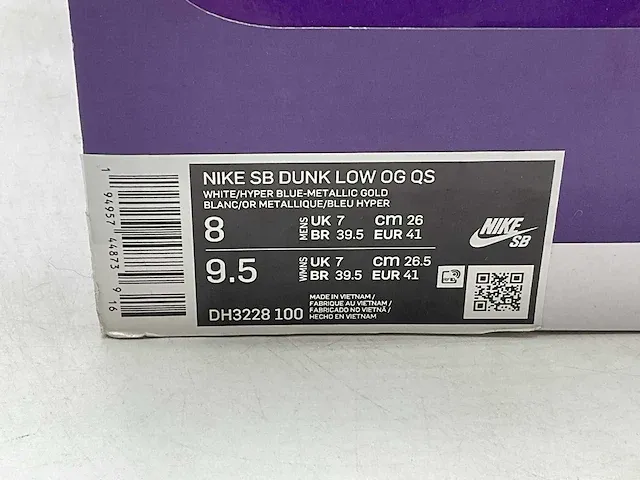 NIKE SB DUNK LOW OG QS
WHITE/HYPER BLUE-METALLIC GOLD
BLANC/OR METALLIQUE/BLEU HYPER
8 MENS UK 7 cm 26
BR 39.5 EUR 41
9.5 WMNS UK 7 cm 26.5
BR 39.5 EUR 41
DH3228 100
MADE IN VIETNAM /
FABRIQUE AU VIETNAM /
FABRICADO NO VIETNÃ /
HECHO EN VIETNAM
NIKE
SB
1 94957 44873 9 16